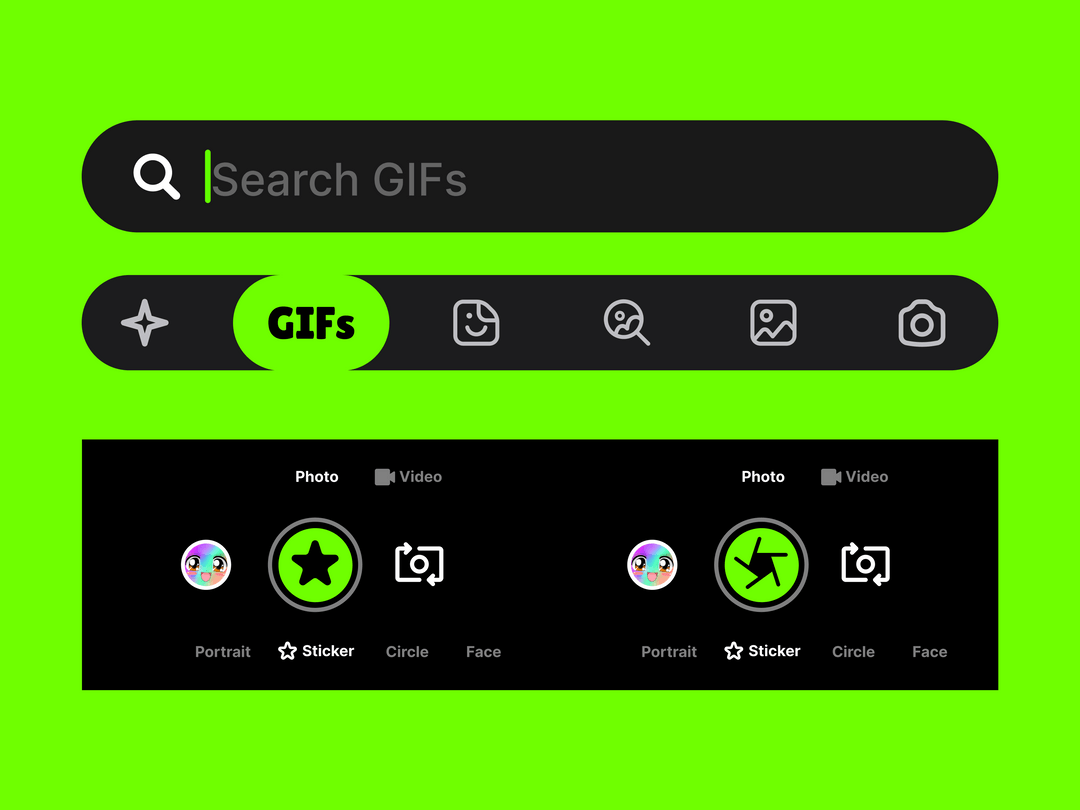 Search GIFs
GIFs
Photo Video Photo Video
Portrait Sticker Circle Face Portrait Sticker Circle Face